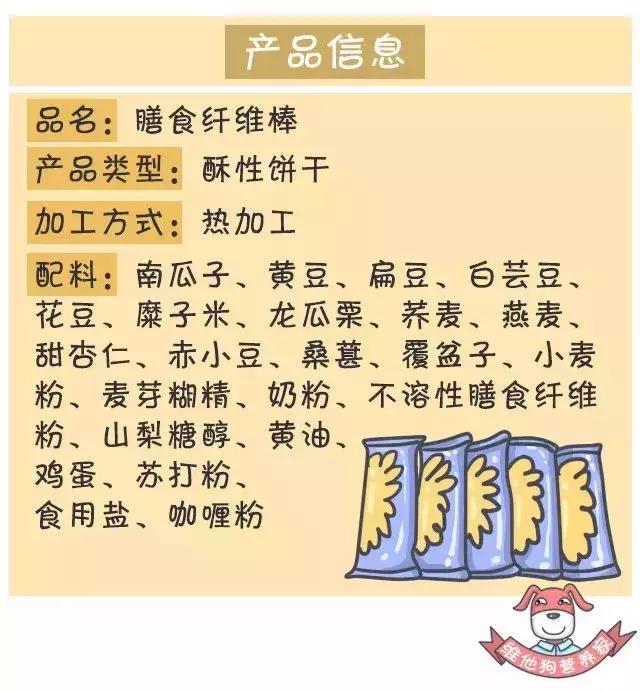 产品信息
品名：膳食纤维棒
产品类型：酥性饼干
加工方式：热加工
配料：南瓜子、黄豆、扁豆、白芸豆、
花豆、糜子米、龙瓜粟、荞麦、燕麦、
甜杏仁、赤小豆、桑葚、覆盆子、小麦
粉、麦芽糊精、奶粉、不溶性膳食纤维
粉、山梨糖醇、黄油、
鸡蛋、苏打粉、
食用盐、咖喱粉
维他狗营养家